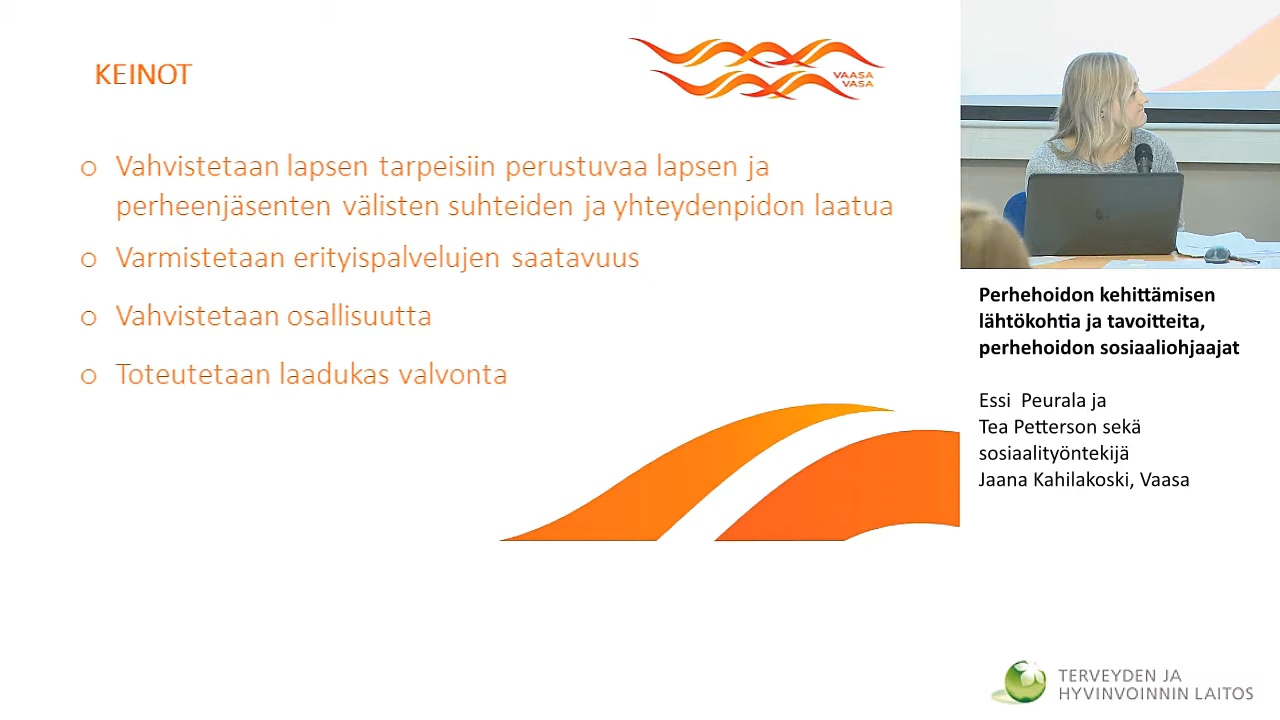 KEINOT
VAASA
VASA
o Vahvistetaan lapsen tarpeisiin perustuvaa lapsen ja
perheenjäsenten välisten suhteiden ja yhteydenpidon laatua
o Varmistetaan erityispalvelujen saatavuus
o Vahvistetaan osallisuutta
o Toteutetaan laadukas valvonta
Perhehoidon kehittämisen
lähtökohtia ja tavoitteita,
perhehoidon sosiaaliohjaajat
Essi Peurala ja
Tea Petterson sekä
sosiaalityöntekijä
Jaana Kahilakoski, Vaasa
TERVEYDEN JA
HYVINVOINNIN LAITOS